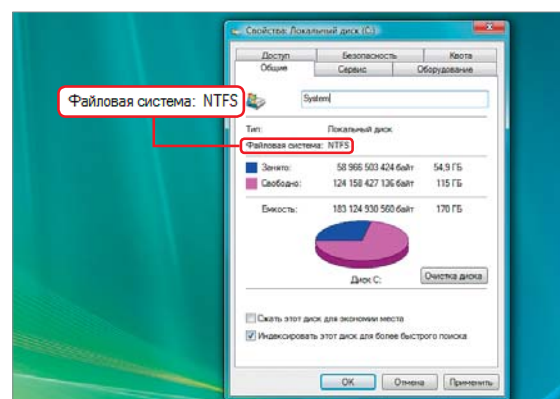 Свойства: Локальный диск (C:)
Доступ Безопасность Квота
Общие Сервис Оборудование
Файловая система: NTFS
System
Тип: Локальный диск
Файловая система: NTFS
Занято: 58 966 503 424 байт 54,9 ГБ
Свободно: 124 158 427 136 байт 115 ГБ
Емкость: 183 124 930 560 байт 170 ГБ
Диск C:
Очистка диска
Сжать этот диск для экономии места
Индексировать этот диск для более быстрого поиска
OK Отмена Применить